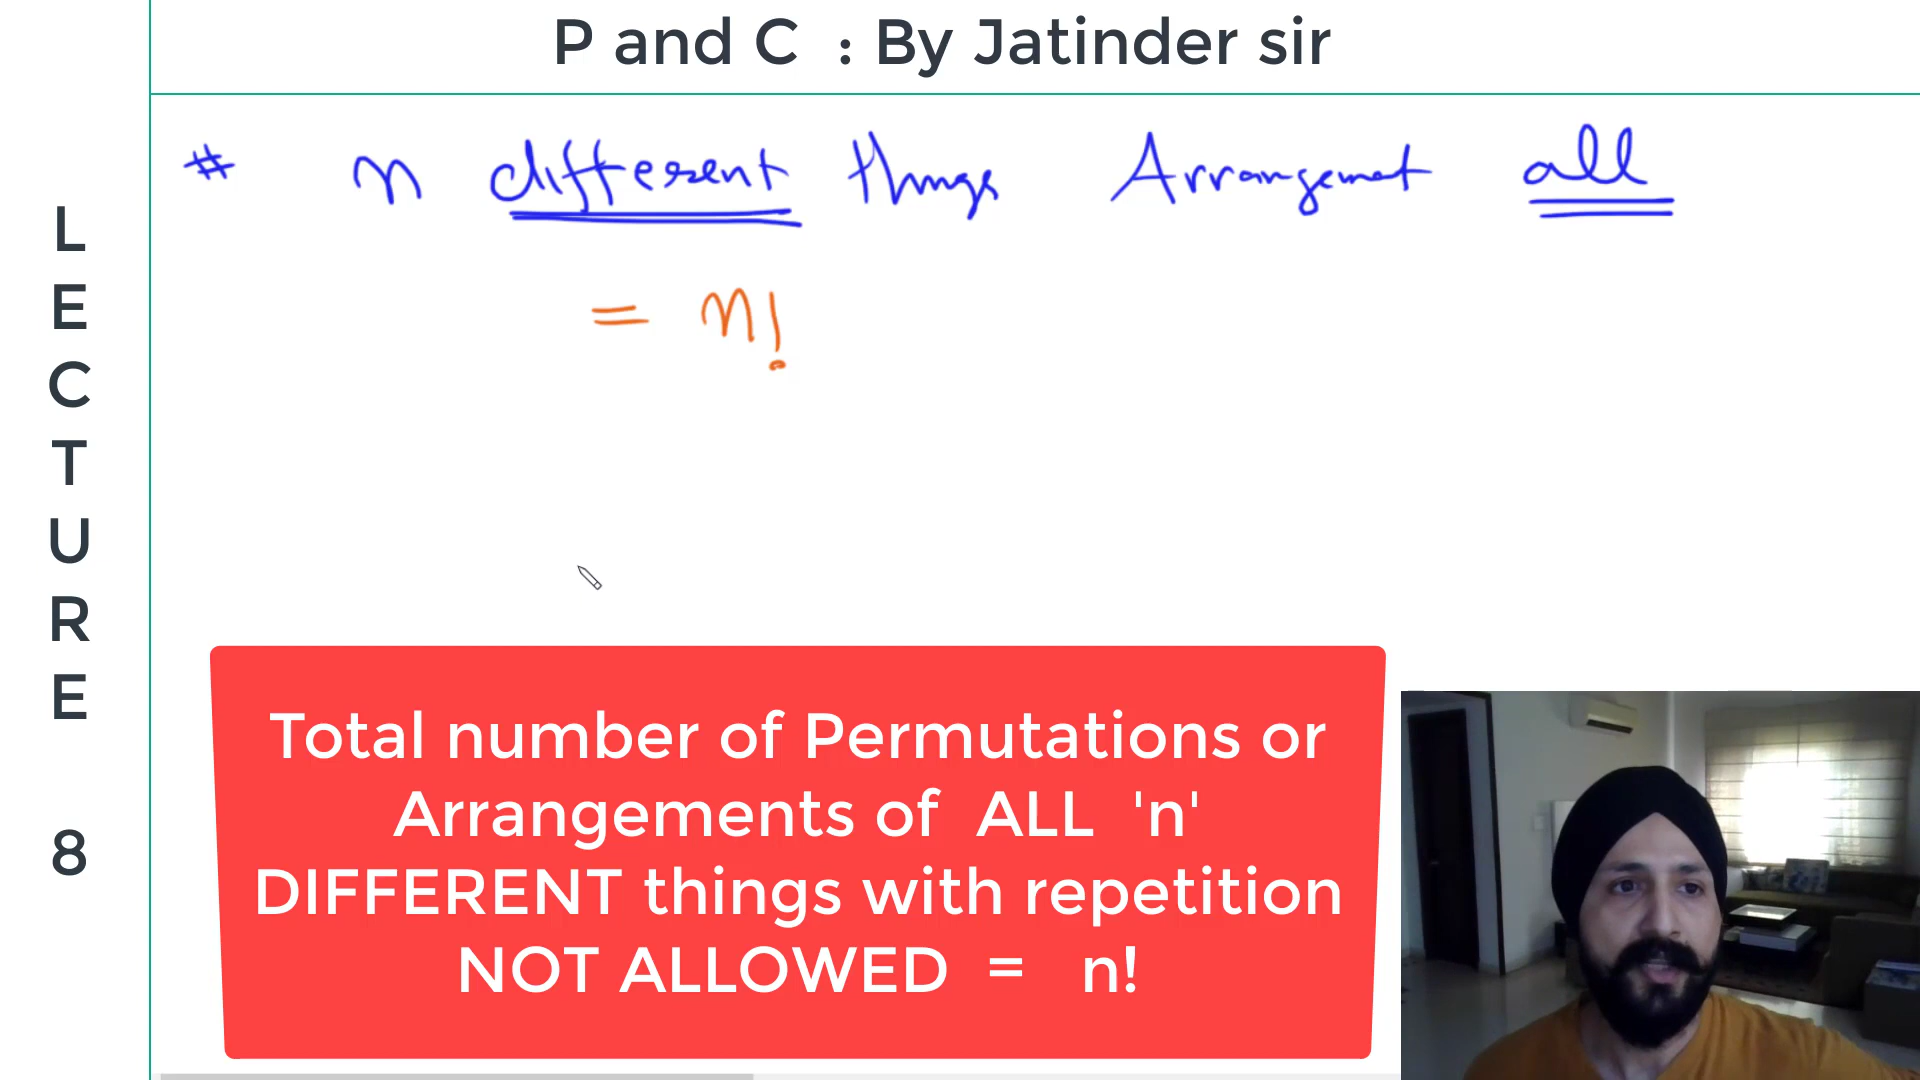 P and C : By Jatinder sir
LECTURE 8
# n different things Arrangement all
= n!
Total number of Permutations or
Arrangements of ALL 'n'
DIFFERENT things with repetition
NOT ALLOWED = n!